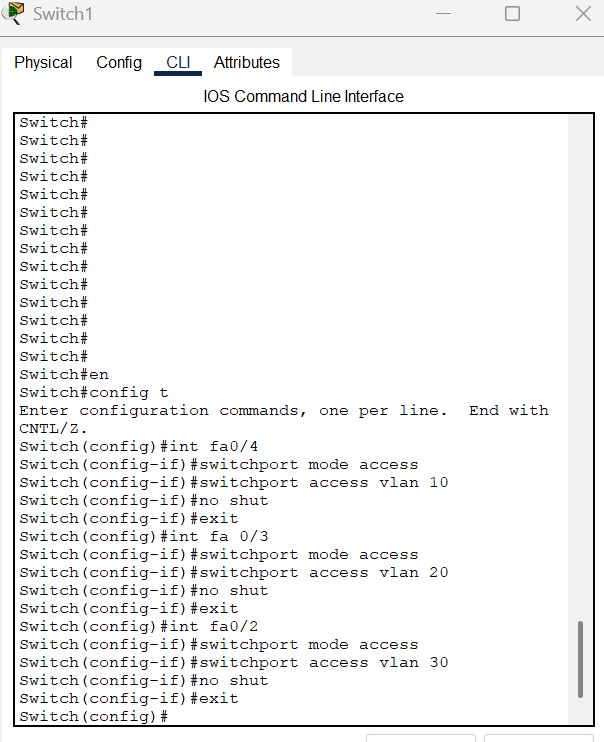 Switch1
Physical Config CLI Attributes
IOS Command Line Interface
Switch#
Switch#
Switch#
Switch#
Switch#
Switch#
Switch#
Switch#
Switch#
Switch#
Switch#
Switch#
Switch#
Switch#
Switch#en
Switch#config t
Enter configuration commands, one per line.  End with
CNTL/Z.
Switch(config)#int fa0/4
Switch(config-if)#switchport mode access
Switch(config-if)#switchport access vlan 10
Switch(config-if)#no shut
Switch(config-if)#exit
Switch(config)#int fa 0/3
Switch(config-if)#switchport mode access
Switch(config-if)#switchport access vlan 20
Switch(config-if)#no shut
Switch(config-if)#exit
Switch(config)#int fa0/2
Switch(config-if)#switchport mode access
Switch(config-if)#switchport access vlan 30
Switch(config-if)#no shut
Switch(config-if)#exit
Switch(config)#